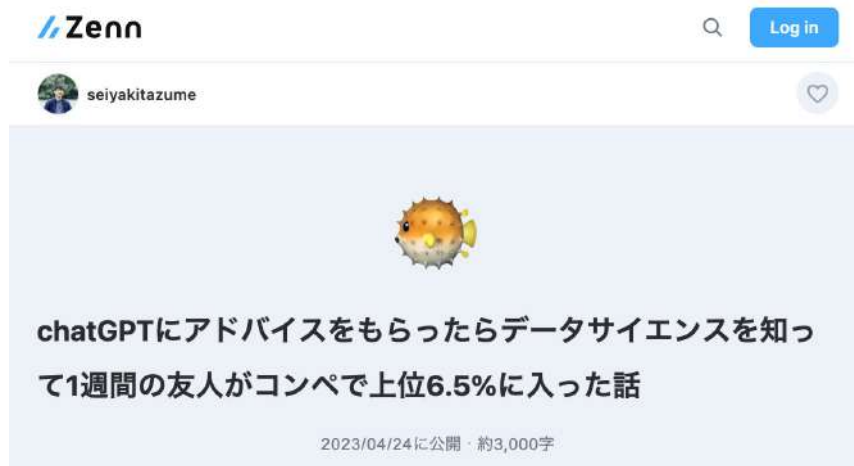 Zenn
Log in
seiyakitazume
chatGPTにアドバイスをもらったらデータサイエンスを知っ
て1週間の友人がコンペで上位6.5%に入った話
2023/04/24に公開・約3,000字